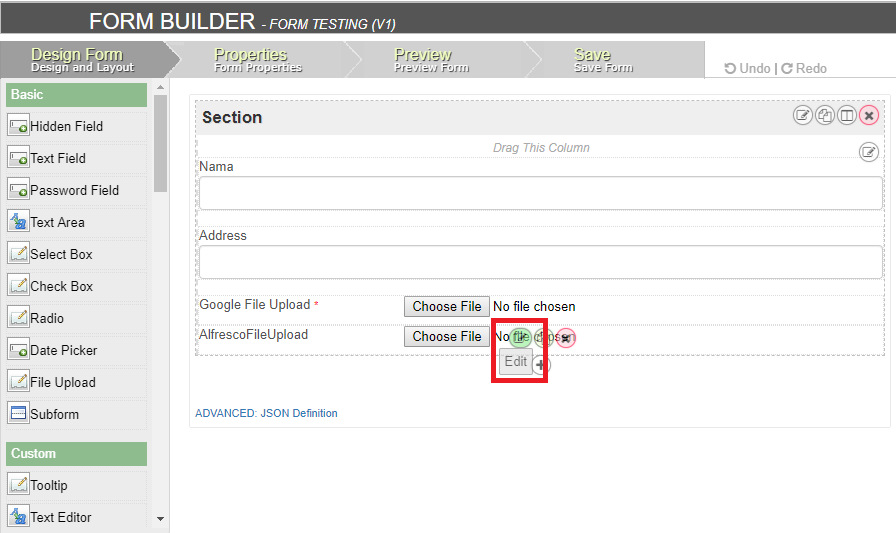 FORM BUILDER - FORM TESTING (V1)
Design Form
Design and Layout
Properties
Form Properties
Preview
Preview Form
Save
Save Form
Undo | Redo
Basic
Hidden Field
Text Field
Password Field
Text Area
Select Box
Check Box
Radio
Date Picker
File Upload
Subform
Custom
Tooltip
Text Editor
Section
Drag This Column
Nama
Address
Google File Upload *
Choose File No file chosen
AlfrescoFileUpload
Choose File No file chosen
Edit
ADVANCED: JSON Definition